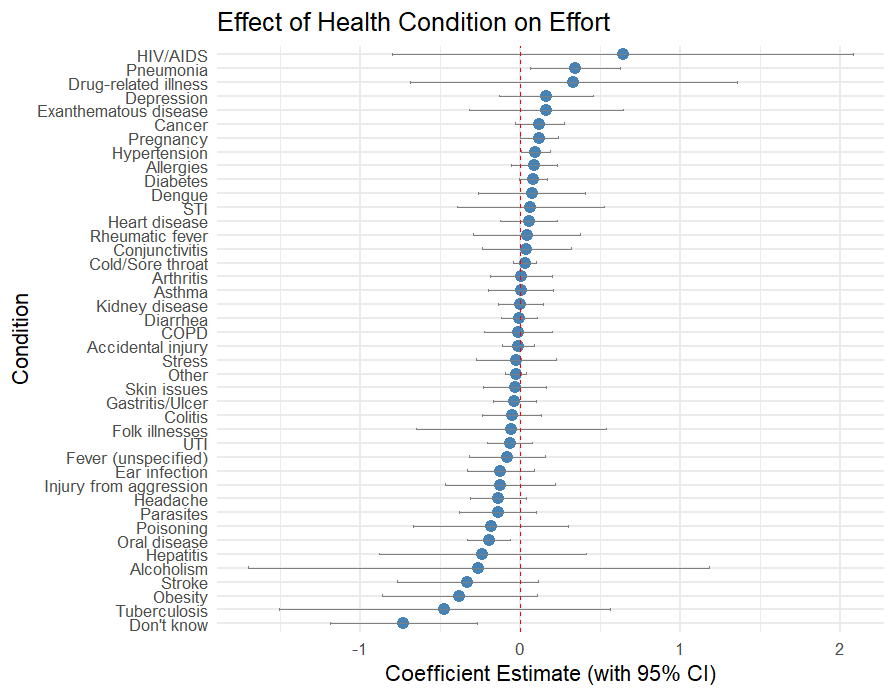 Effect of Health Condition on Effort
HIV/AIDS
Pneumonia
Drug-related illness
Depression
Exanthematous disease
Cancer
Pregnancy
Hypertension
Allergies
Diabetes
Dengue
STI
Heart disease
Rheumatic fever
Conjunctivitis
Cold/Sore throat
Arthritis
Asthma
Kidney disease
Diarrhea
COPD
Accidental injury
Stress
Other
Skin issues
Gastritis/Ulcer
Colitis
Folk illnesses
UTI
Fever (unspecified)
Ear infection
Injury from aggression
Headache
Parasites
Poisoning
Oral disease
Hepatitis
Alcoholism
Stroke
Obesity
Tuberculosis
Don't know
Condition
-1 0 1 2
Coefficient Estimate (with 95% CI)